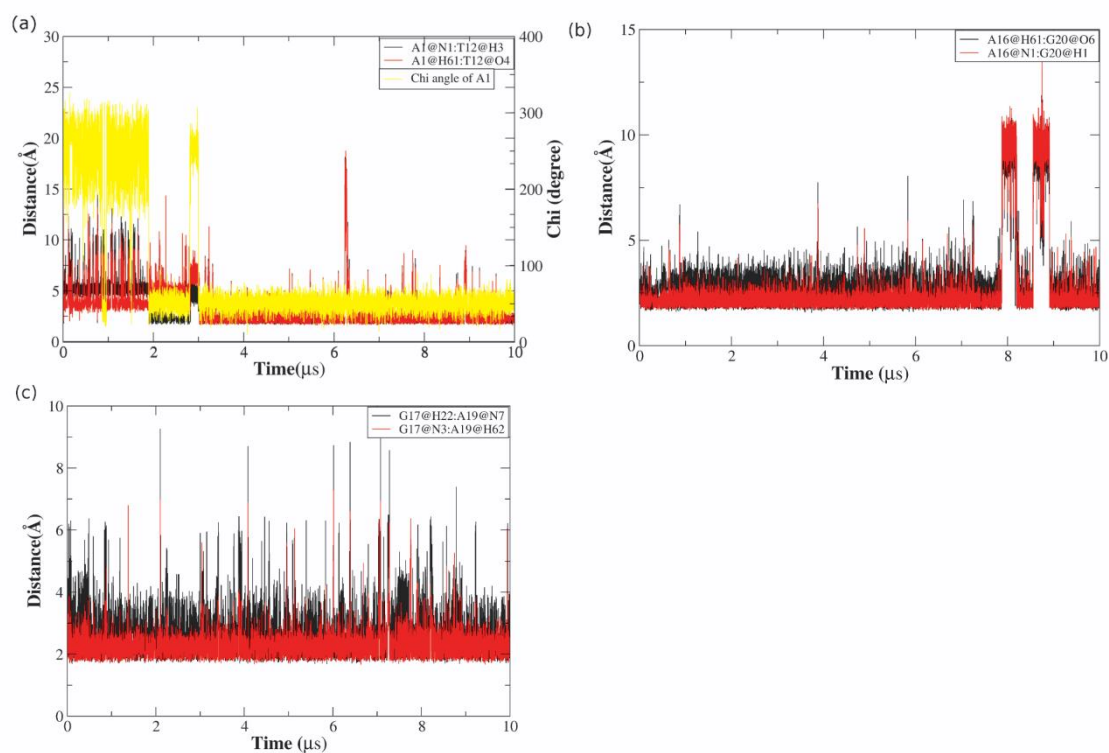 (a)
30
25
20
15
10
5
0
Distance(Å)
400
300
200
100
0
Chi (degree)
A1@N1:T12@H3
A1@H61:T12@O4
Chi angle of A1
0 2 4 6 8 10
Time(μs)
(b)
15
10
5
0
Distance(Å)
A16@H61:G20@O6
A16@N1:G20@H1
0 2 4 6 8 10
Time (μs)
(c)
10
8
6
4
2
0
Distance(Å)
G17@H22:A19@N7
G17@N3:A19@H62
0 2 4 6 8 10
Time (μs)